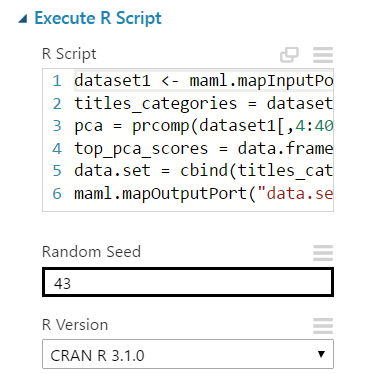 Execute R Script
R Script
1 dataset1 <- maml.mapInputPo
2 titles_categories = dataset
3 pca = prcomp(dataset1[,4:40
4 top_pca_scores = data.frame
5 data.set = cbind(titles_cat
6 maml.mapOutputPort("data.se
Random Seed
43
R Version
CRAN R 3.1.0